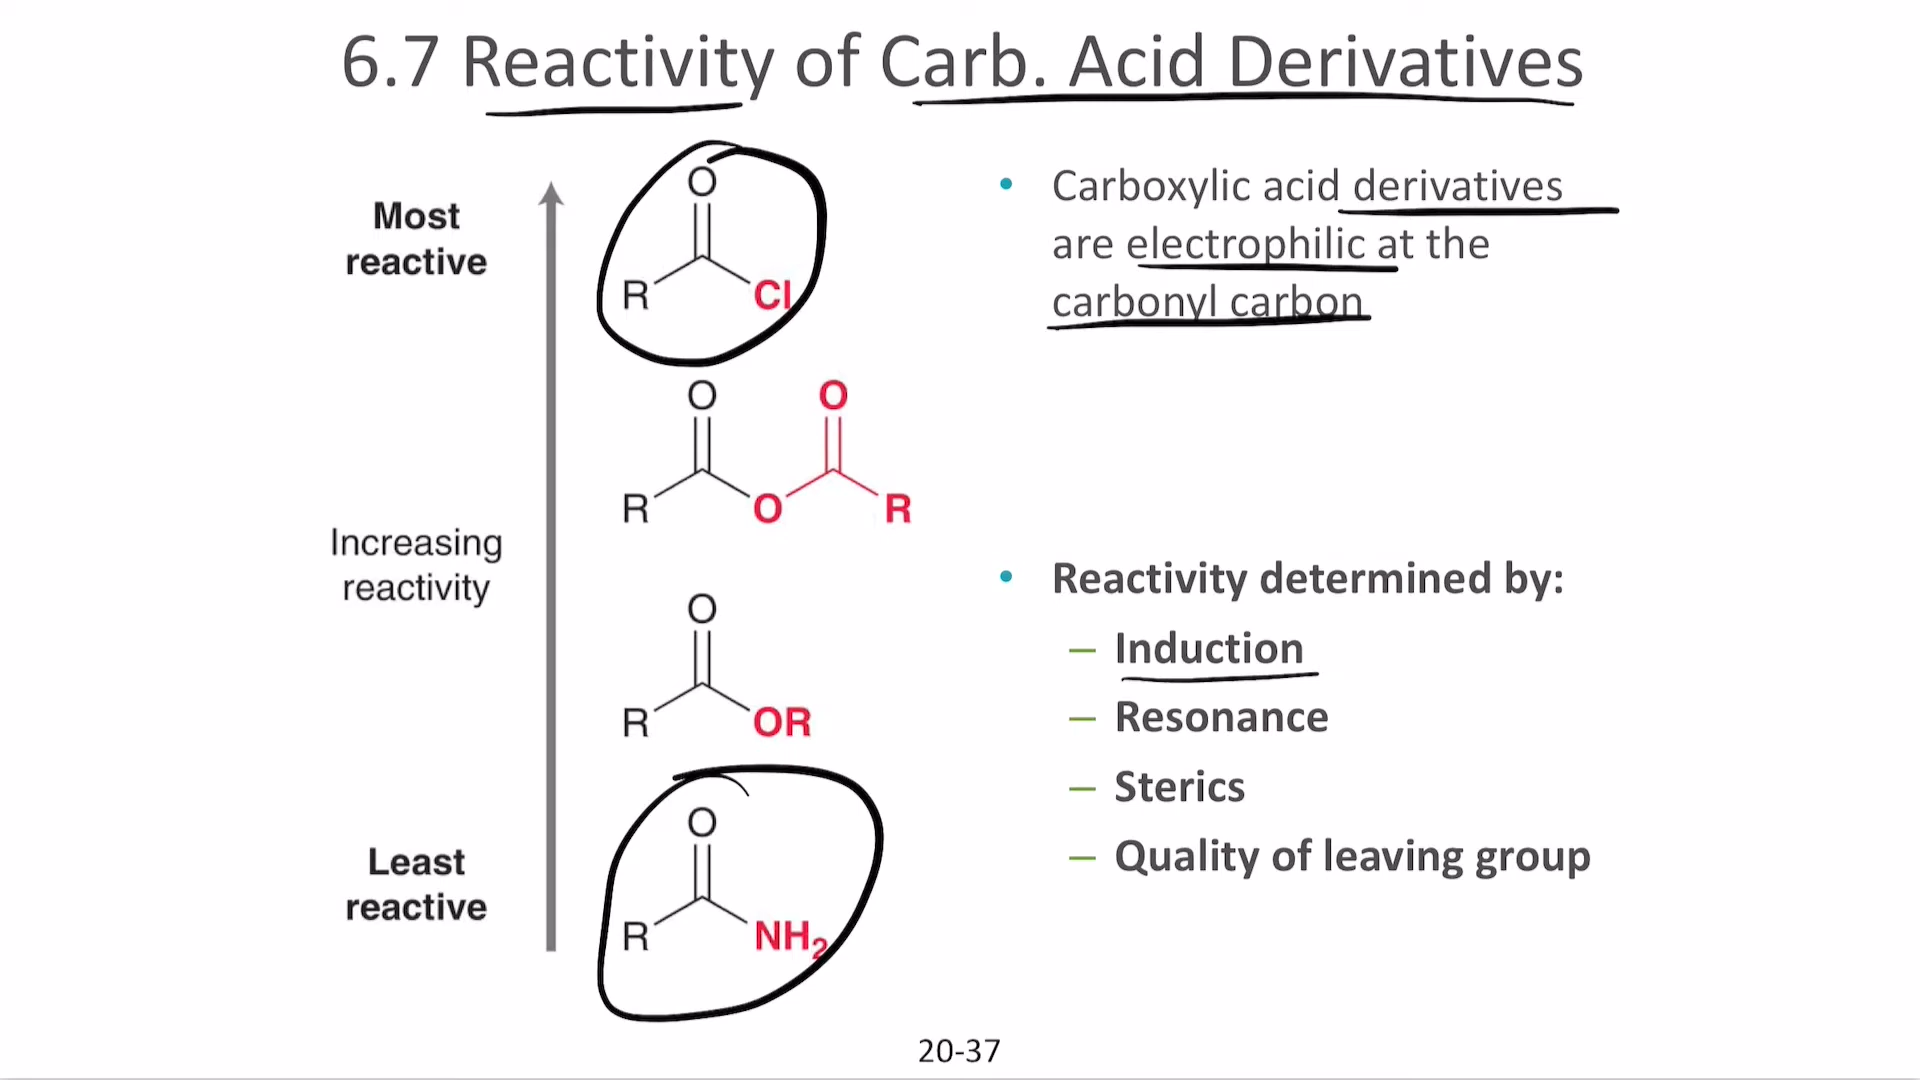 6.7 Reactivity of Carb. Acid Derivatives
Most
reactive
O
R
Cl
O
O
R
O
R
Increasing
reactivity
O
R
OR
Least
reactive
O
R
NH₂
• Carboxylic acid derivatives
are electrophilic at the
carbonyl carbon
• Reactivity determined by:
– Induction
– Resonance
– Sterics
– Quality of leaving group
20-37